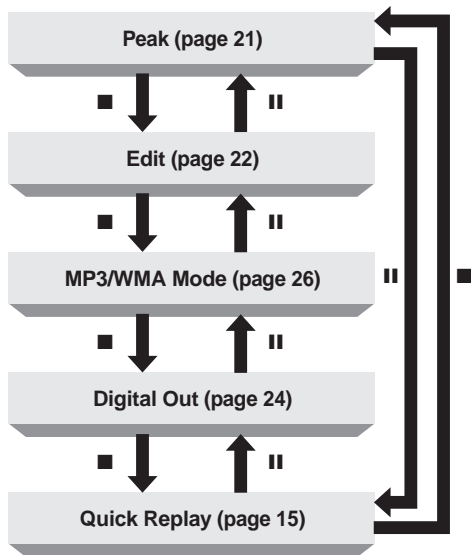 Peak (page 21)
Edit (page 22)
MP3/WMA Mode (page 26)
Digital Out (page 24)
Quick Replay (page 15)